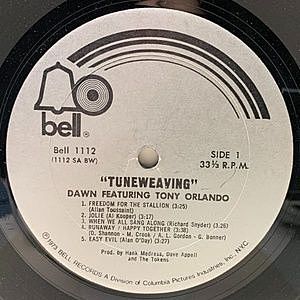 bell®
Bell 1112
(1112 SA BW)
SIDE 1
33⅓ R.P.M.
"TUNEWEAVING"
DAWN FEATURING TONY ORLANDO
1. FREEDOM FOR THE STALLION (3:25)
(Allan Toussaint)
2. JOLIE (Al Kooper) (3:17)
3. WHEN WE ALL SANG ALONG (Richard Snyder) (3:26)
4. RUNAWAY / HAPPY TOGETHER (3:38)
(D. Shannon - M. Crook / A. L. Gordon - G. Bonner)
5. EASY EVIL (Alan O'Day) (3:31)
Prod. by Hank Medress, Dave Appell
and The Tokens
©1973 BELL RECORDS A Division of Columbia Pictures Industries, Inc., NYC